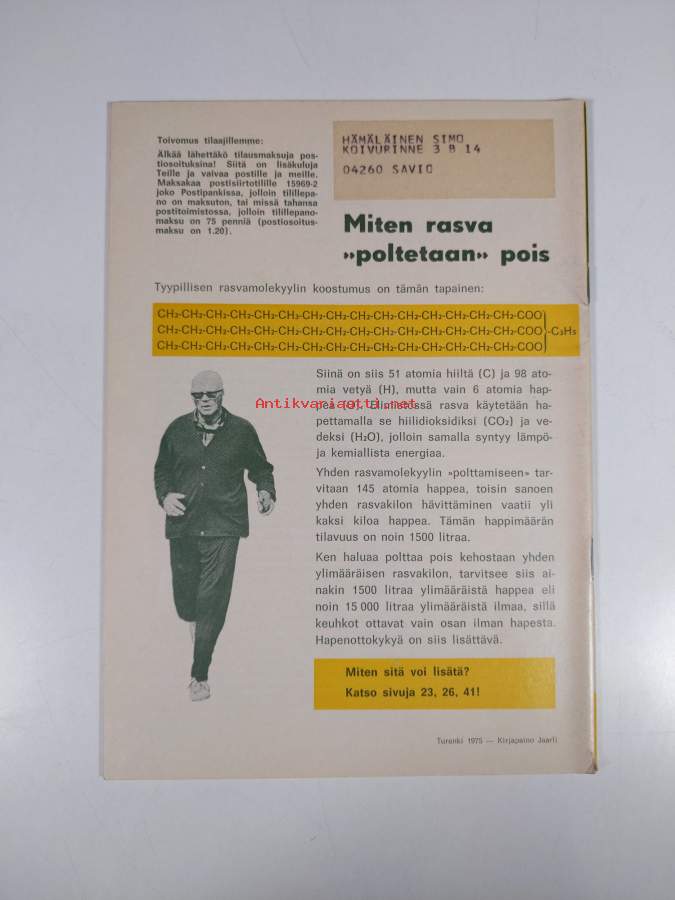 Toivomus tilaajillemme:
Älkää lähettäkö tilausmaksuja pos-
tiosoituksina! Siitä on lisäkuluja
Teille ja vaivaa postille ja meille.
Maksakaa postisiirtotilille 15969-2
joko Postipankissa, jolloin tilillepa-
no on maksuton, tai missä tahansa
postitoimistossa, jolloin tilillepano-
maksu on 75 penniä (postiosoitus-
maksu on 1.20).
HÄMÄLÄINEN SIMO
KOIVURINNE 3 B 14
04260 SAVIO
Miten rasva
»poltetaan» pois
Tyypillisen rasvamolekyylin koostumus on tämän tapainen:
CH₂-CH₂-CH₂-CH₂-CH₂-CH₃-CH₂-CH₂-CH₂-CH₂-CH₂-CH₂-CH₂-CH₂-CH₂-COO
CH₂-CH₂-CH₂-CH₂-CH₂-CH₂-CH₂-CH₂-CH₂-CH₂-CH₂-CH₂-CH₂-CH₂-CH₂-COO -C₃H₅
CH₂-CH₂-CH₂-CH₂-CH₂-CH₂-CH₂-CH₂-CH₂-CH₂-CH₂-CH₂-CH₂-CH₂-CH₂-COO
Siinä on siis 51 atomia hiiltä (C) ja 98 ato-
mia vetyä (H), mutta vain 6 atomia hap-
pea (O). Elimistössä rasva käytetään ha-
Antikvariaatti.net
pettamalla se hiilidioksidiksi (CO₂) ja ve-
deksi (H₂O), jolloin samalla syntyy lämpö-
ja kemiallista energiaa.
Yhden rasvamolekyylin »polttamiseen» tar-
vitaan 145 atomia happea, toisin sanoen
yhden rasvakilon hävittäminen vaatii yli
kaksi kiloa happea. Tämän happimäärän
tilavuus on noin 1500 litraa.
Ken haluaa polttaa pois kehostaan yhden
ylimääräisen rasvakilon, tarvitsee siis ai-
nakin 1500 litraa ylimääräistä happea eli
noin 15 000 litraa ylimääräistä ilmaa, sillä
keuhkot ottavat vain osan ilman hapesta.
Hapenottokykyä on siis lisättävä.
Miten sitä voi lisätä?
Katso sivuja 23, 26, 41!
Turenki 1975 — Kirjapaino Jaarli